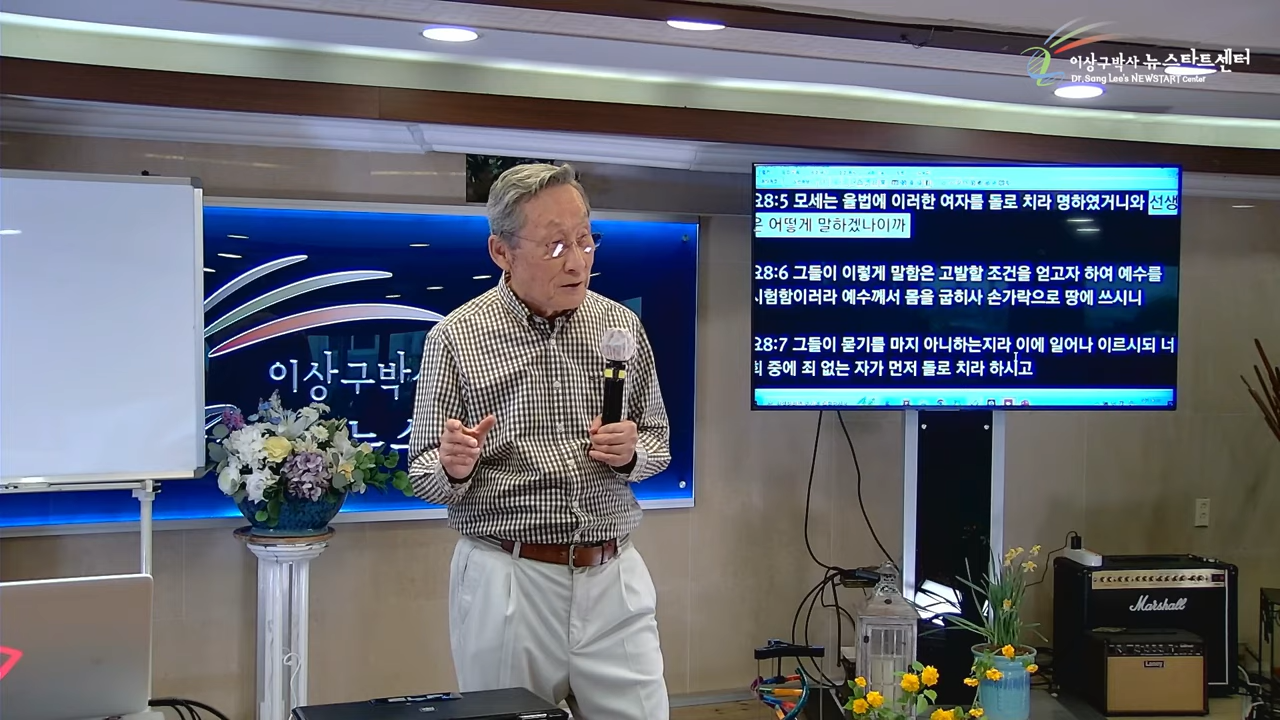 이상구박사 뉴스타트센터
Dr. Sang Lee's NEWSTART Center
28:5 모세는 율법에 이러한 여자를 돌로 치라 명하였거니와 선생
은 어떻게 말하겠나이까
28:6 그들이 이렇게 말함은 고발할 조건을 얻고자 하여 예수를
시험함이러라 예수께서 몸을 굽히사 손가락으로 땅에 쓰시니
28:7 그들이 묻기를 마지 아니하는지라 이에 일어나 이르시되 너
희 중에 죄 없는 자가 먼저 돌로 치라 하시고
이상구박사
뉴스
Marshall
Laney